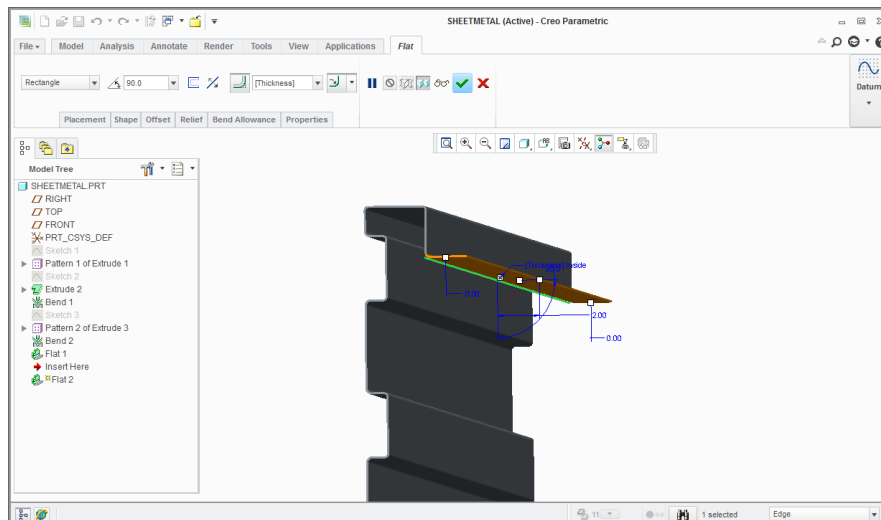 SHEETMETAL (Active) - Creo Parametric
File Model Analysis Annotate Render Tools View Applications Flat
Rectangle 90.0 [Thickness] Datum
Placement Shape Offset Relief Bend Allowance Properties
Model Tree
SHEETMETAL.PRT
RIGHT
TOP
FRONT
PRT_CSYS_DEF
Sketch 1
Pattern 1 of Extrude 1
Sketch 2
Extrude 2
Bend 1
Sketch 3
Pattern 2 of Extrude 3
Bend 2
Flat 1
Insert Here
Flat 2
[Thickness] Inside
0.00
2.00
0.00
11 1 selected Edge